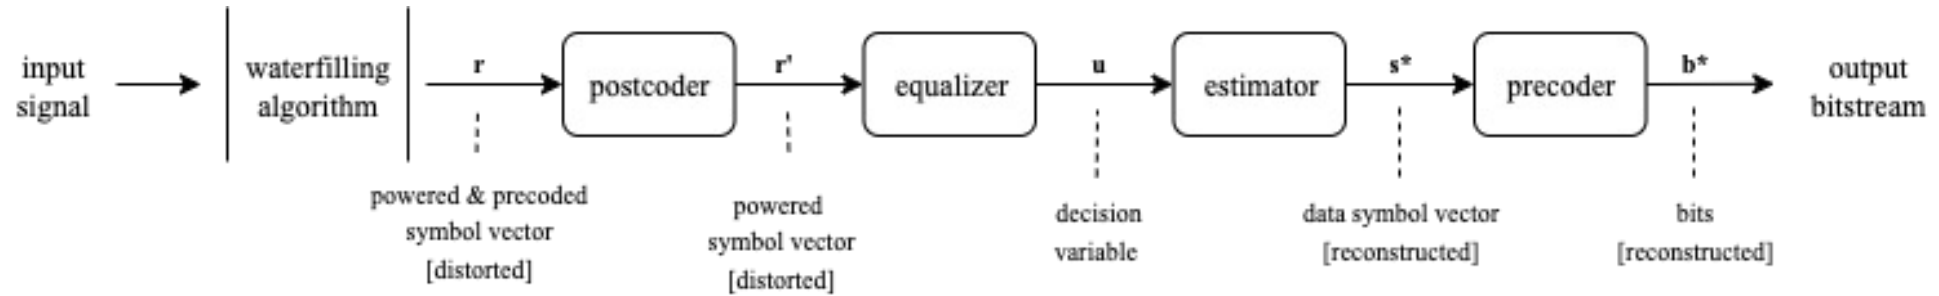 input
signal
waterfilling
algorithm
r
powered & precoded
symbol vector
[distorted]
postcoder
r'
powered
symbol vector
[distorted]
equalizer
u
decision
variable
estimator
s*
data symbol vector
[reconstructed]
precoder
b*
bits
[reconstructed]
output
bitstream